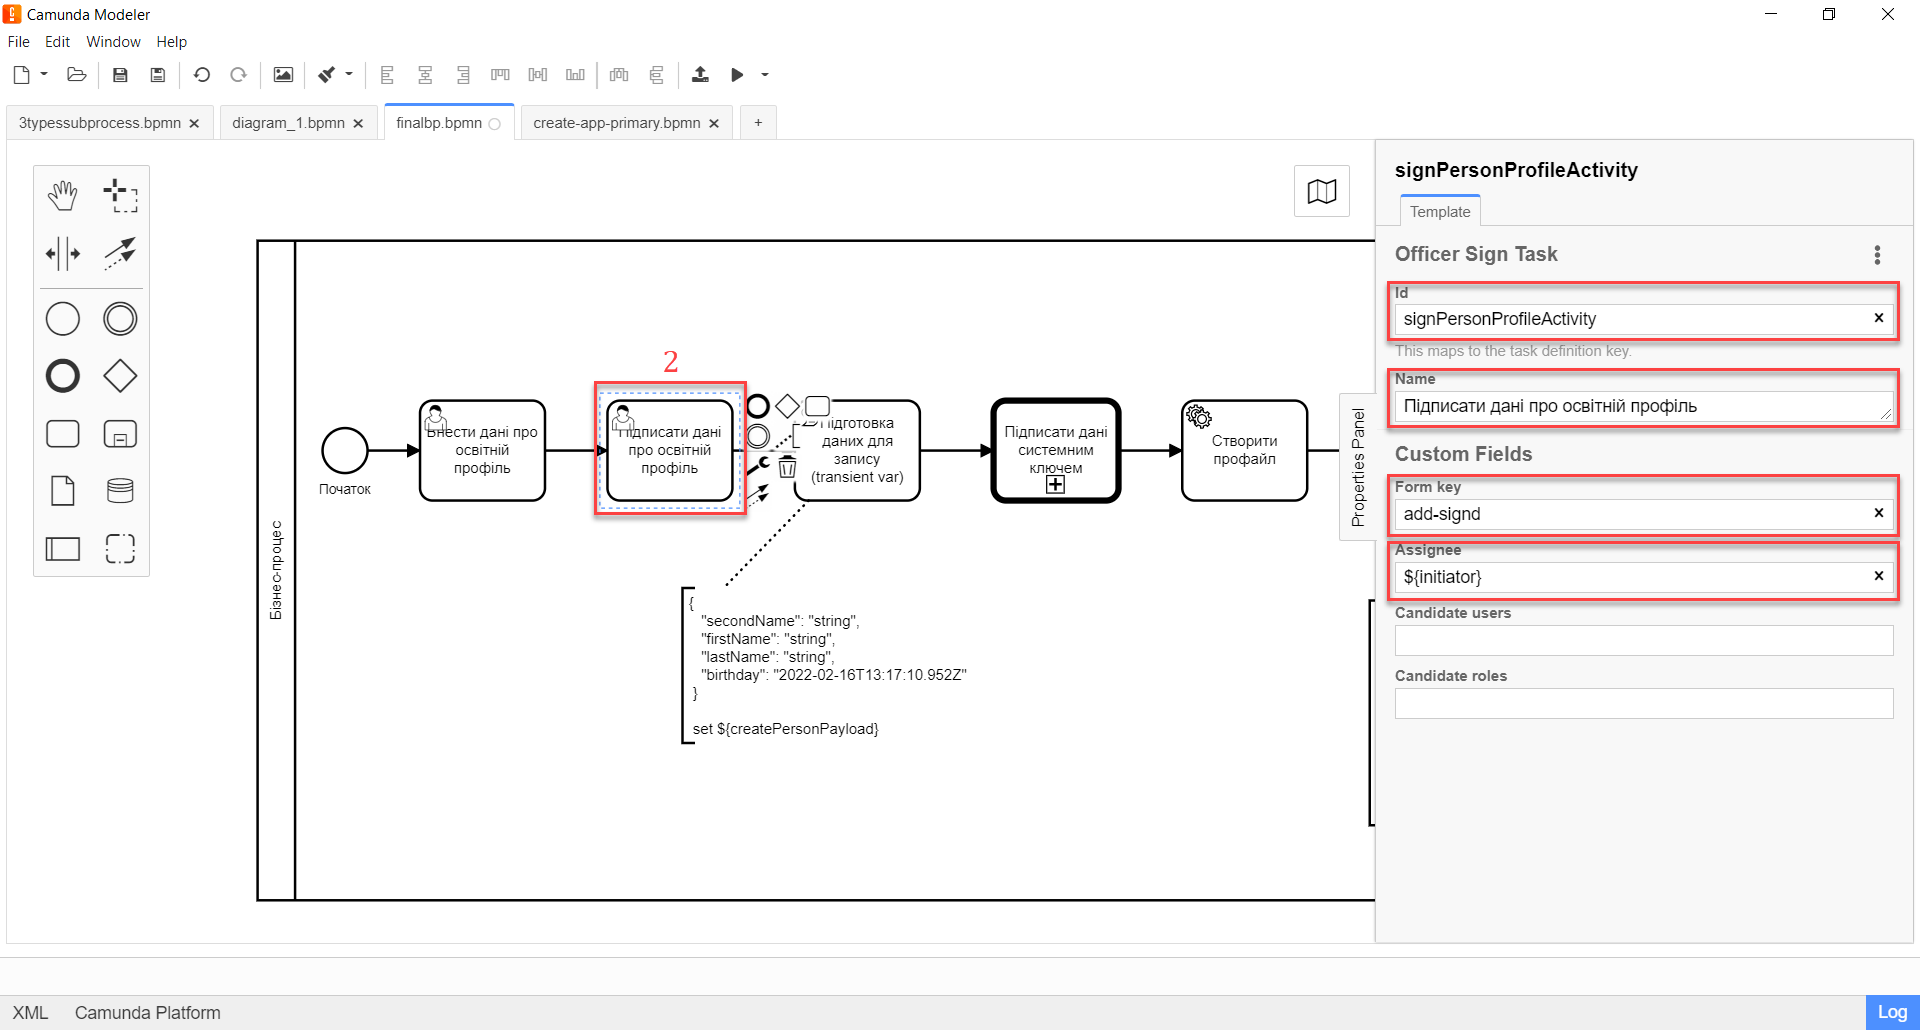 Camunda Modeler
File Edit Window Help
3typessubprocess.bpmn
diagram_1.bpmn
finalbp.bpmn
create-app-primary.bpmn
+
Бізнес-процес
Початок
Внести дані про
освітній
профіль
2
Підписати дані
про освітній
профіль
Підготовка
даних для
запису
(transient var)
Підписати дані
системним
ключем
Створити
профайл
{
"secondName": "string",
"firstName": "string",
"lastName": "string",
"birthday": "2022-02-16T13:17:10.952Z"
}
set ${createPersonPayload}
Properties Panel
signPersonProfileActivity
Template
Officer Sign Task
Id
signPersonProfileActivity
This maps to the task definition key.
Name
Підписати дані про освітній профіль
Custom Fields
Form key
add-signd
Assignee
${initiator}
Candidate users
Candidate roles
XML Camunda Platform
Log